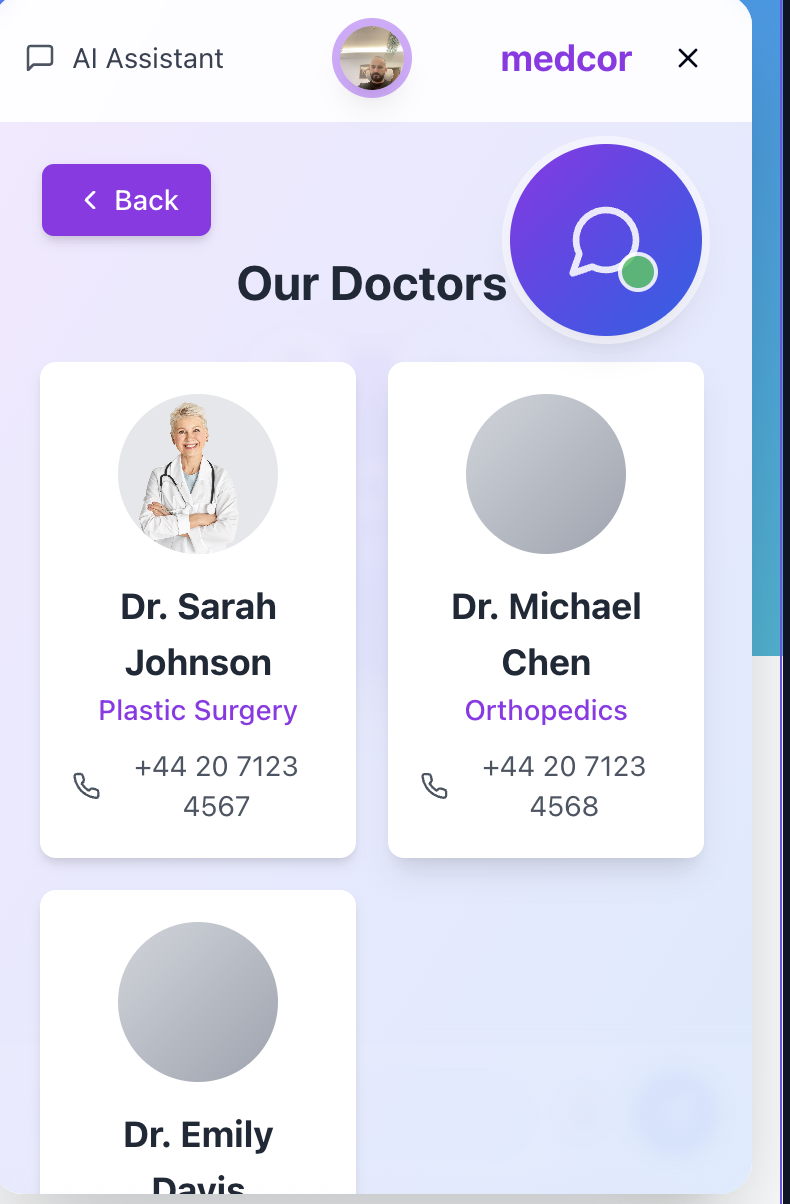 AI Assistant
medcor
Back
Our Doctors
Dr. Sarah
Johnson
Plastic Surgery
+44 20 7123
4567
Dr. Michael
Chen
Orthopedics
+44 20 7123
4568
Dr. Emily
Davis